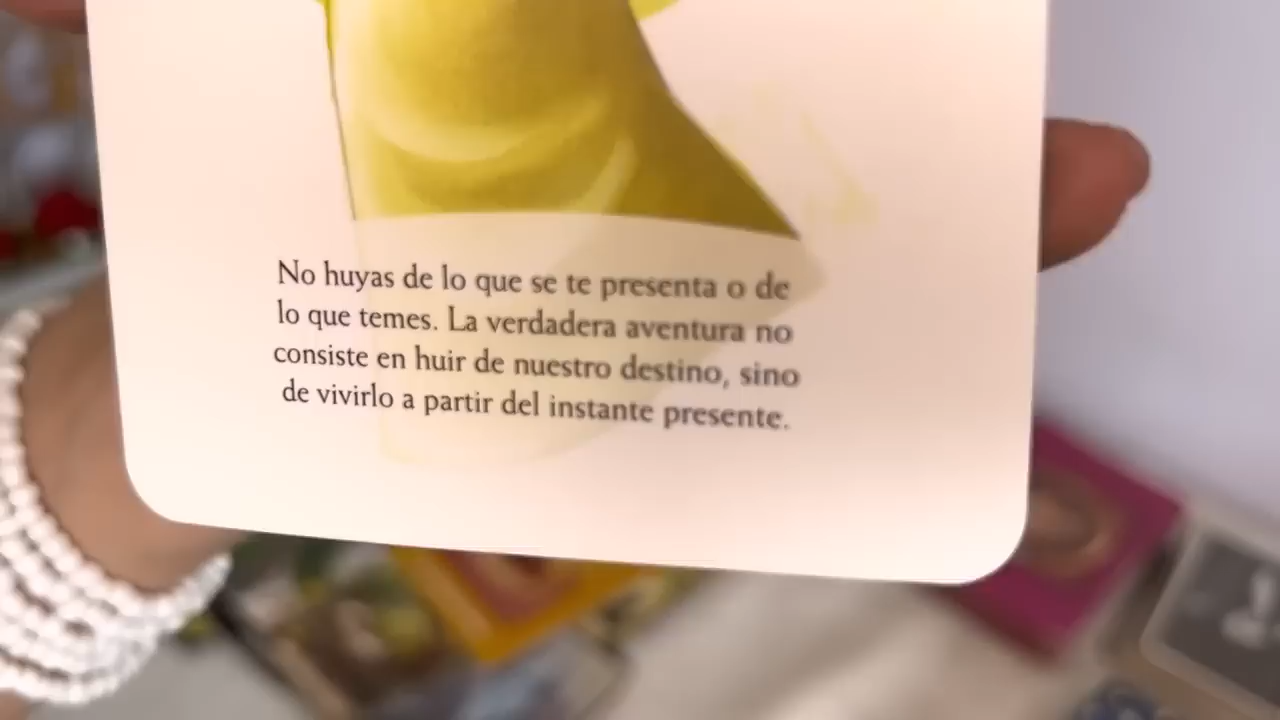 No huyas de lo que se te presenta o de
lo que temes. La verdadera aventura no
consiste en huir de nuestro destino, sino
de vivirlo a partir del instante presente.